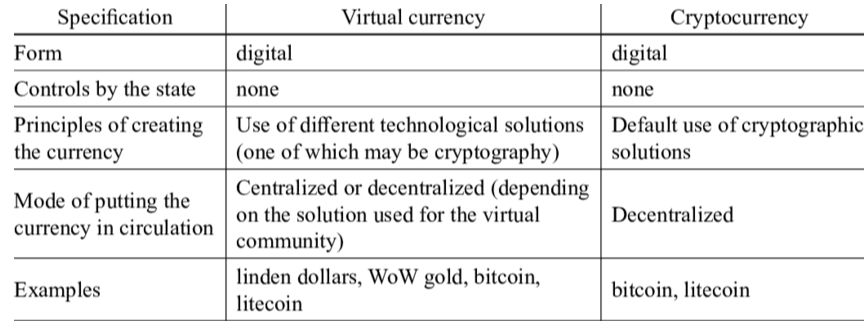 Specification Virtual currency Cryptocurrency
Form digital digital
Controls by the state none none
Principles of creating the currency Use of different technological solutions (one of which may be cryptography) Default use of cryptographic solutions
Mode of putting the currency in circulation Centralized or decentralized (depending on the solution used for the virtual community) Decentralized
Examples linden dollars, WoW gold, bitcoin, litecoin bitcoin, litecoin